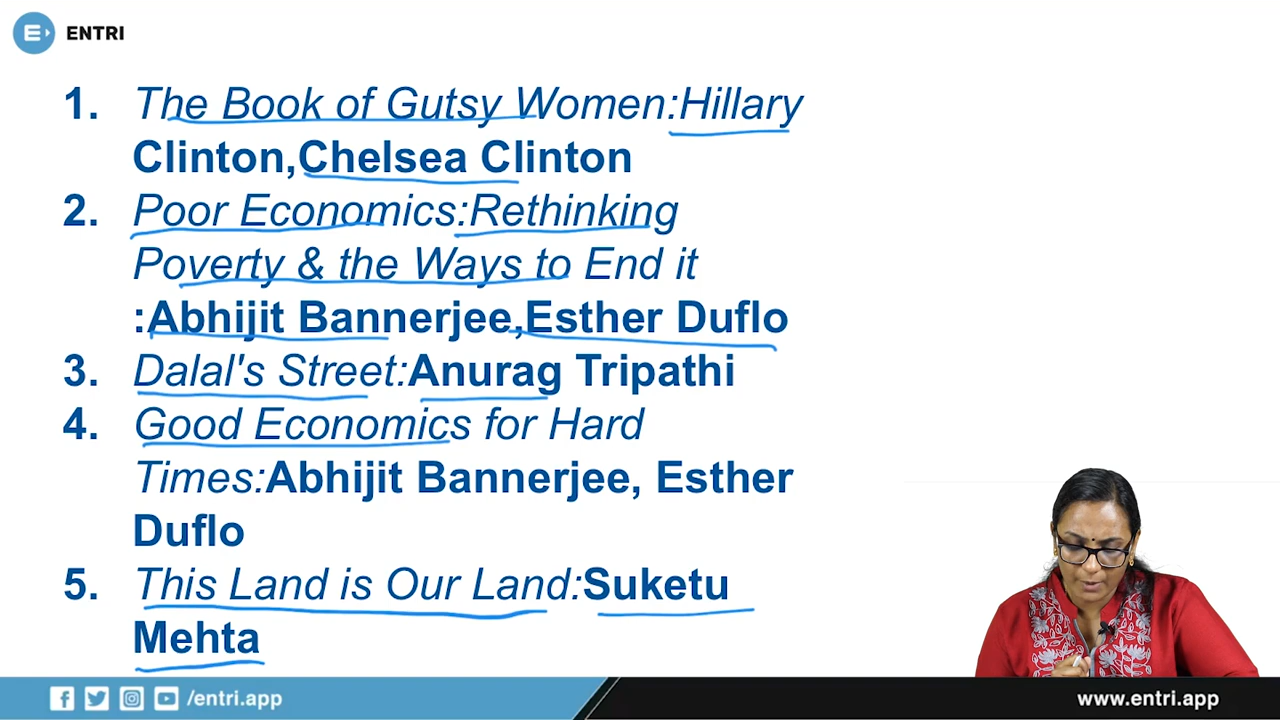 ENTRI
1. The Book of Gutsy Women:Hillary
Clinton,Chelsea Clinton
2. Poor Economics:Rethinking
Poverty & the Ways to End it
:Abhijit Bannerjee,Esther Duflo
3. Dalal's Street:Anurag Tripathi
4. Good Economics for Hard
Times:Abhijit Bannerjee, Esther
Duflo
5. This Land is Our Land:Suketu
Mehta
/entri.app
www.entri.app